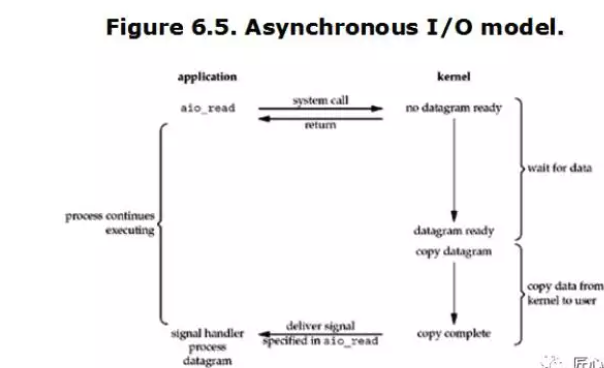 Figure 6.5. Asynchronous I/O model.
application
kernel
aio_read
system call
return
no datagram ready
wait for data
process continues
executing
datagram ready
copy datagram
copy data from
kernel to user
signal handler
process
datagram
deliver signal
specified in aio_read
copy complete
匠心